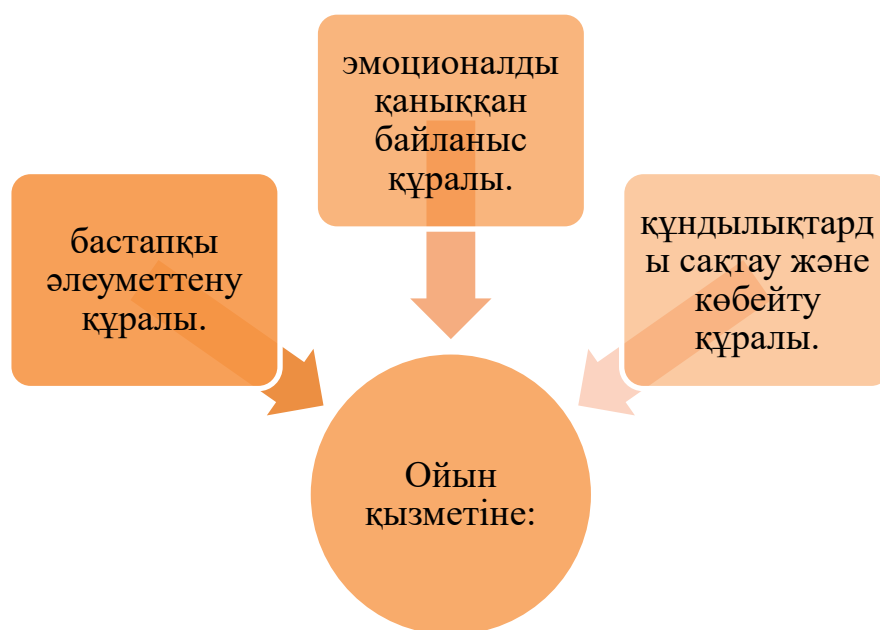 эмоционалды
қаныққан
байланыс
құралы.
бастапқы
әлеуметтену
құралы.
құндылықтард
ы сақтау және
көбейту
құралы.
Ойын
қызметіне: